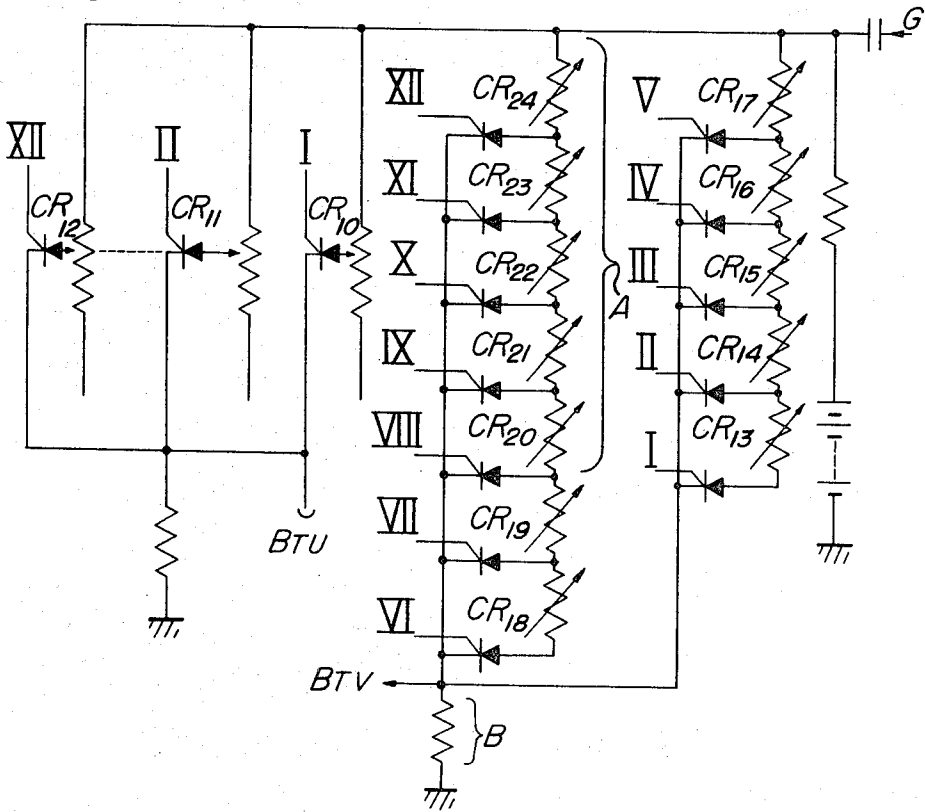 G
XII
CR24
V
CR17
XII
II
I
XI
CR23
IV
CR16
CR12
CR11
CR10
X
CR22
A
III
CR15
IX
CR21
II
CR14
VIII
CR20
I
CR13
VII
CR19
BTU
VI
CR18
BTV
B